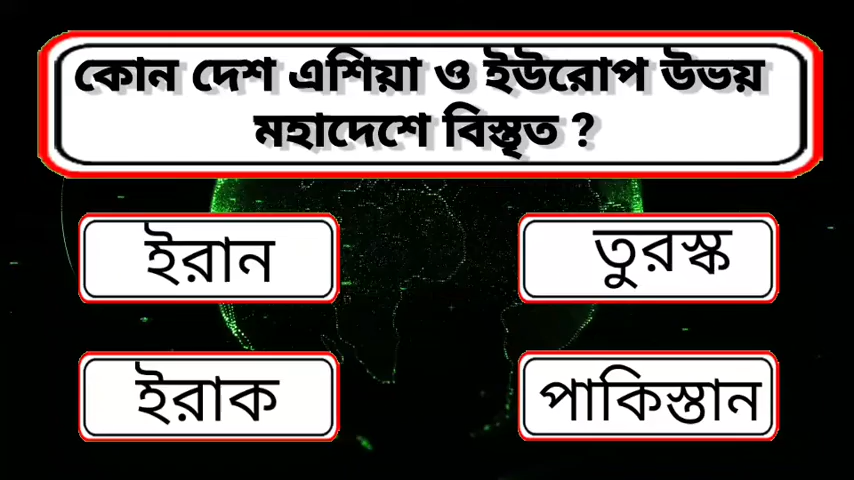 কোন দেশ এশিয়া ও ইউরোপ উভয়
মহাদেশে বিস্তৃত ?
ইরান
তুরস্ক
ইরাক
পাকিস্তান